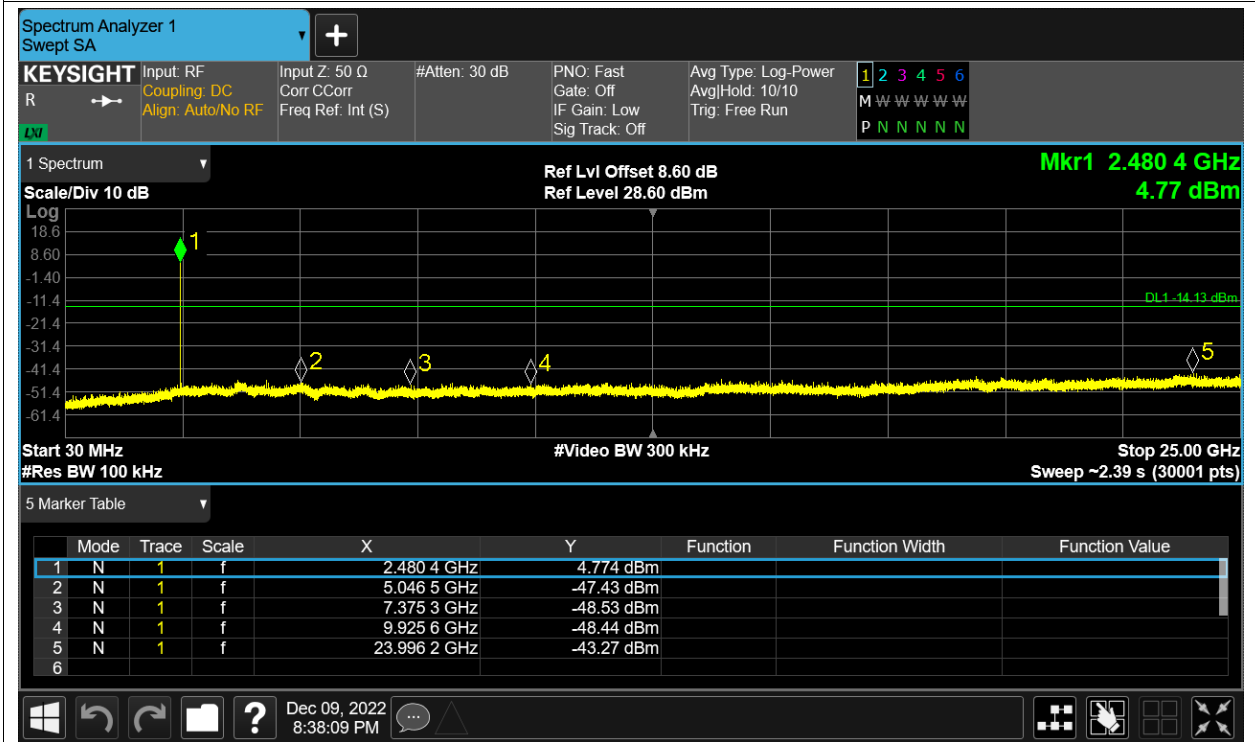 Spectrum Analyzer 1
Swept SA
+
KEYSIGHT
R
LXI
Input: RF
Coupling: DC
Align: Auto/No RF
Input Z: 50 Ω
Corr CCorr
Freq Ref: Int (S)
#Atten: 30 dB
PNO: Fast
Gate: Off
IF Gain: Low
Sig Track: Off
Avg Type: Log-Power
Avg|Hold: 10/10
Trig: Free Run
1 2 3 4 5 6
M W W W W W
P N N N N N
1 Spectrum
Scale/Div 10 dB
Ref Lvl Offset 8.60 dB
Ref Level 28.60 dBm
Mkr1 2.480 4 GHz
4.77 dBm
Log
18.6
8.60
-1.40
-11.4
-21.4
-31.4
-41.4
-51.4
-61.4
1
2
3
4
5
DL1 -14.13 dBm
Start 30 MHz
#Video BW 300 kHz
Stop 25.00 GHz
#Res BW 100 kHz
Sweep ~2.39 s (30001 pts)
5 Marker Table
Mode Trace Scale X Y Function Function Width Function Value
1 N 1 f 2.480 4 GHz 4.774 dBm
2 N 1 f 5.046 5 GHz -47.43 dBm
3 N 1 f 7.375 3 GHz -48.53 dBm
4 N 1 f 9.925 6 GHz -48.44 dBm
5 N 1 f 23.996 2 GHz -43.27 dBm
6
?
Dec 09, 2022
8:38:09 PM